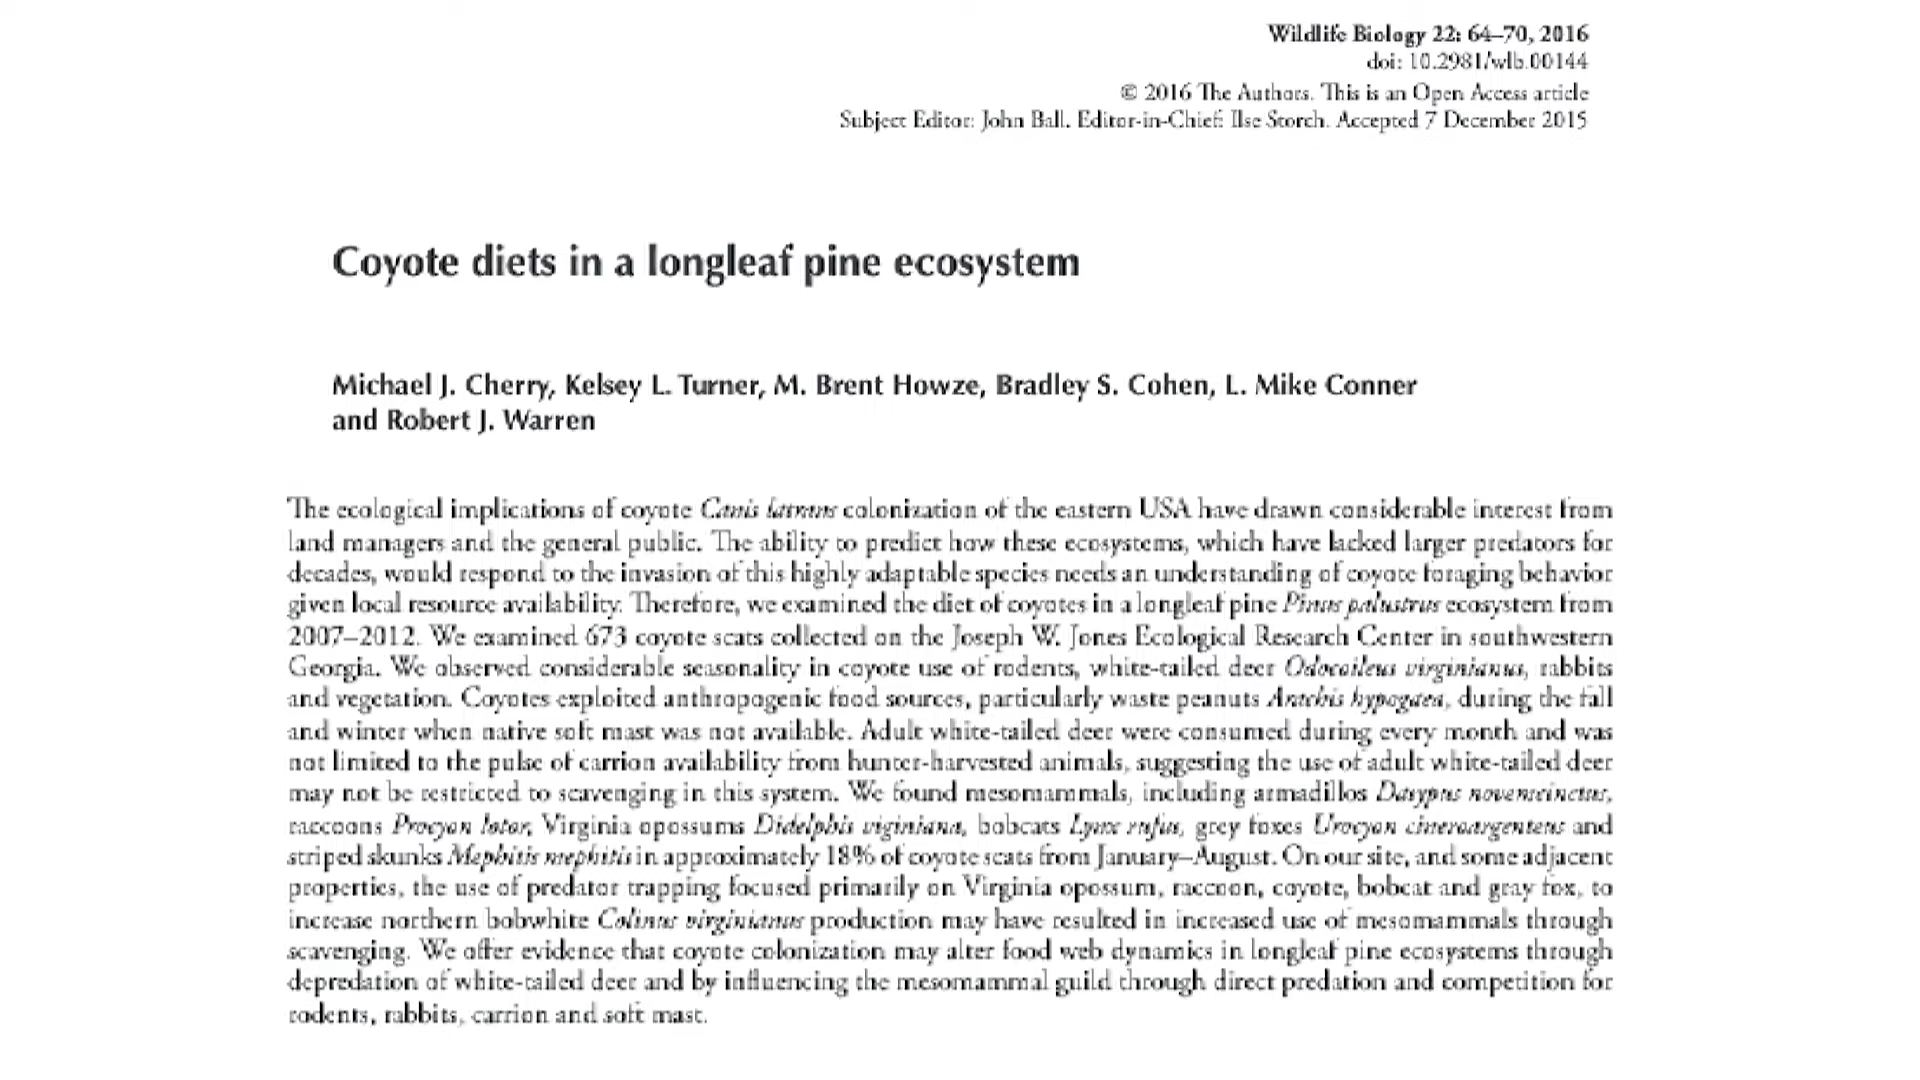 Wildlife Biology 22: 64–70, 2016
doi: 10.2981/wlb.00144
© 2016 The Authors. This is an Open Access article
Subject Editor: John Ball. Editor-in-Chief: Ilse Storch. Accepted 7 December 2015
Coyote diets in a longleaf pine ecosystem
Michael J. Cherry, Kelsey L. Turner, M. Brent Howze, Bradley S. Cohen, L. Mike Conner
and Robert J. Warren
The ecological implications of coyote Canis latrans colonization of the eastern USA have drawn considerable interest from
land managers and the general public. The ability to predict how these ecosystems, which have lacked larger predators for
decades, would respond to the invasion of this highly adaptable species needs an understanding of coyote foraging behavior
given local resource availability. Therefore, we examined the diet of coyotes in a longleaf pine Pinus palustrus ecosystem from
2007–2012. We examined 673 coyote scats collected on the Joseph W. Jones Ecological Research Center in southwestern
Georgia. We observed considerable seasonality in coyote use of rodents, white-tailed deer Odocoileus virginianus, rabbits
and vegetation. Coyotes exploited anthropogenic food sources, particularly waste peanuts Arachis hypogaea, during the fall
and winter when native soft mast was not available. Adult white-tailed deer were consumed during every month and was
not limited to the pulse of carrion availability from hunter-harvested animals, suggesting the use of adult white-tailed deer
may not be restricted to scavenging in this system. We found mesomammals, including armadillos Dasypus novemcinctus,
raccoons Procyon lotor, Virginia opossums Didelphis viginiana, bobcats Lynx rufus, grey foxes Urocyon cineroargenteus and
striped skunks Mephitis mephitis in approximately 18% of coyote scats from January–August. On our site, and some adjacent
properties, the use of predator trapping focused primarily on Virginia opossum, raccoon, coyote, bobcat and gray fox, to
increase northern bobwhite Colinus virginianus production may have resulted in increased use of mesomammals through
scavenging. We offer evidence that coyote colonization may alter food web dynamics in longleaf pine ecosystems through
depredation of white-tailed deer and by influencing the mesomammal guild through direct predation and competition for
rodents, rabbits, carrion and soft mast.